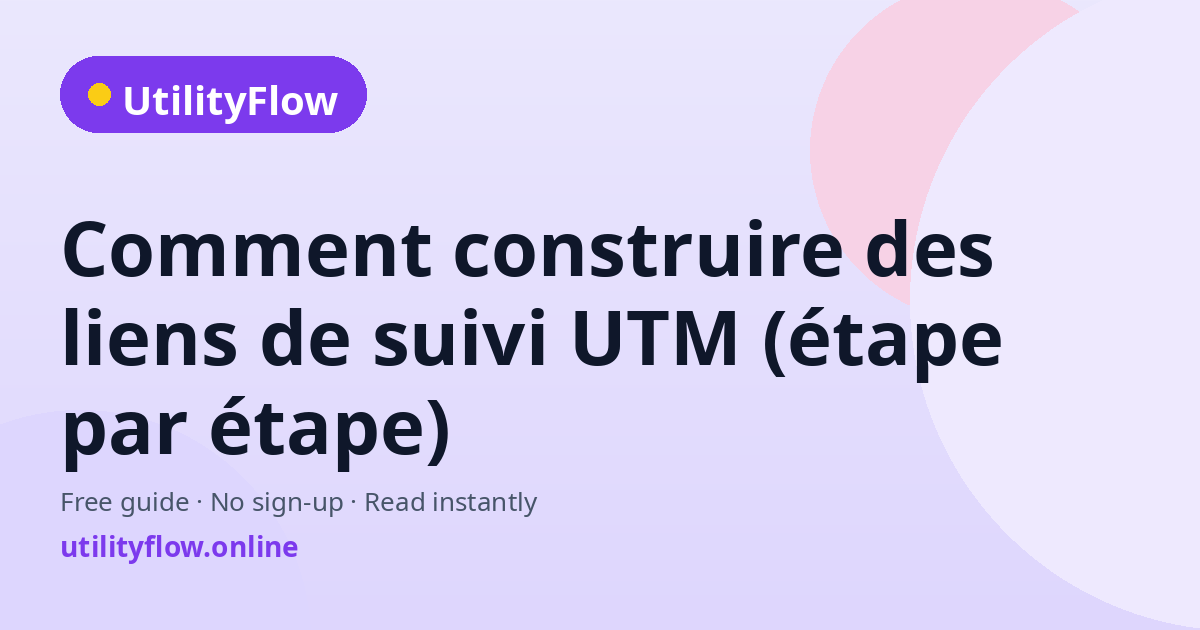 UtilityFlow
Comment construire des
liens de suivi UTM (étape
par étape)
Free guide · No sign-up · Read instantly
utilityflow.online